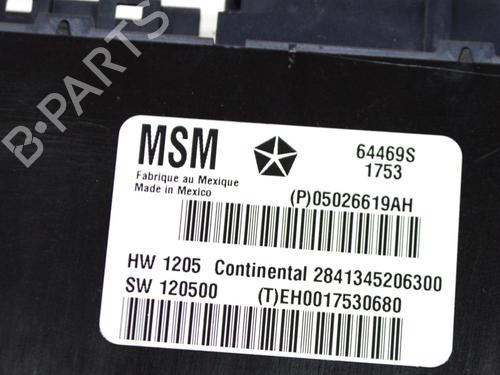 B-PARTS
MSM
64469S
1753
Fabrique au Mexique
Made in Mexico
(P)05026619AH
HW 1205 Continental 2841345206300
SW 120500 (T)EH0017530680